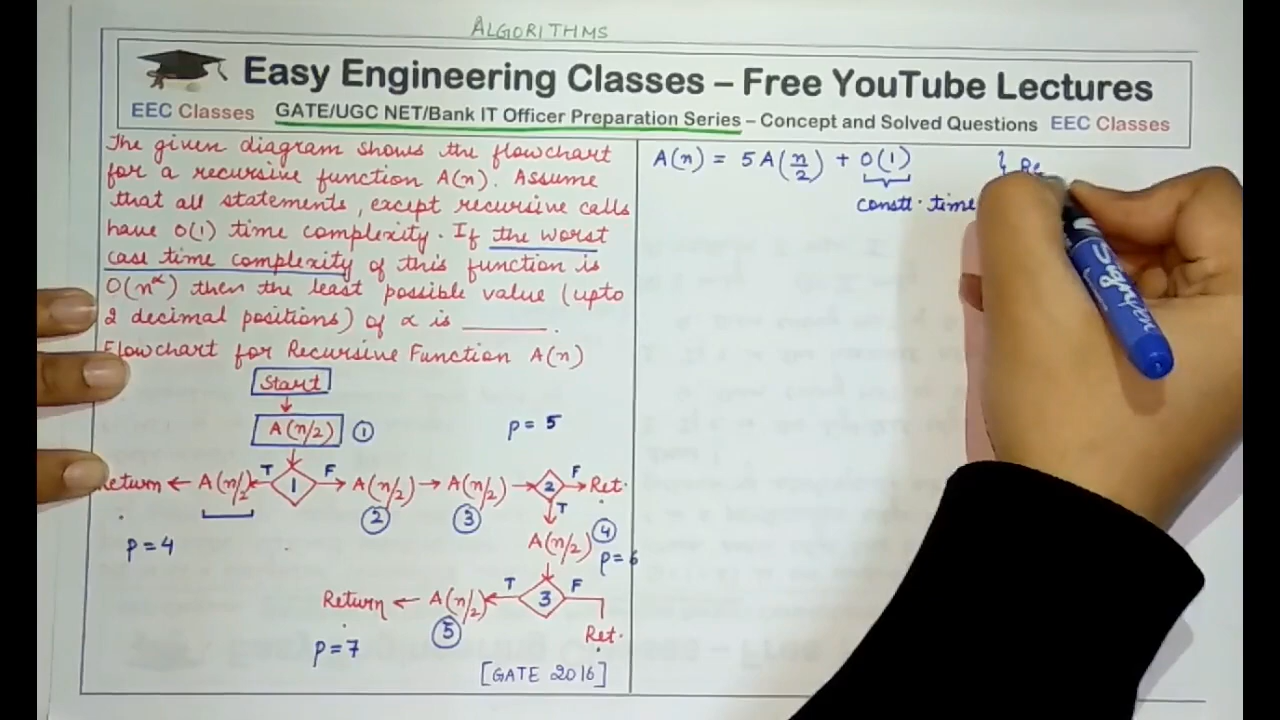 ALGORITHMS
Easy Engineering Classes – Free YouTube Lectures
EEC Classes GATE/UGC NET/Bank IT Officer Preparation Series – Concept and Solved Questions EEC Classes
The given diagram shows the flowchart
for a recursive function A(n). Assume
that all statements, except recursive calls
have O(1) time complexity. If the worst
case time complexity of this function is
O(n^α) then the least possible value (upto
2 decimal positions) of α is ______.
Flowchart for Recursive Function A(n)
Start
A(n/2) ①
p = 5
Return ← A(n/2) ← T 1 F → A(n/2) → A(n/2) → 2 F → Ret.
② ③ T
p = 4
A(n/2) ④
p = 6
Return ← A(n/2) ← T 3 F
⑤ Ret.
p = 7
[GATE 2016]
A(n) = 5A(n/2) + O(1) } Re
constt. time